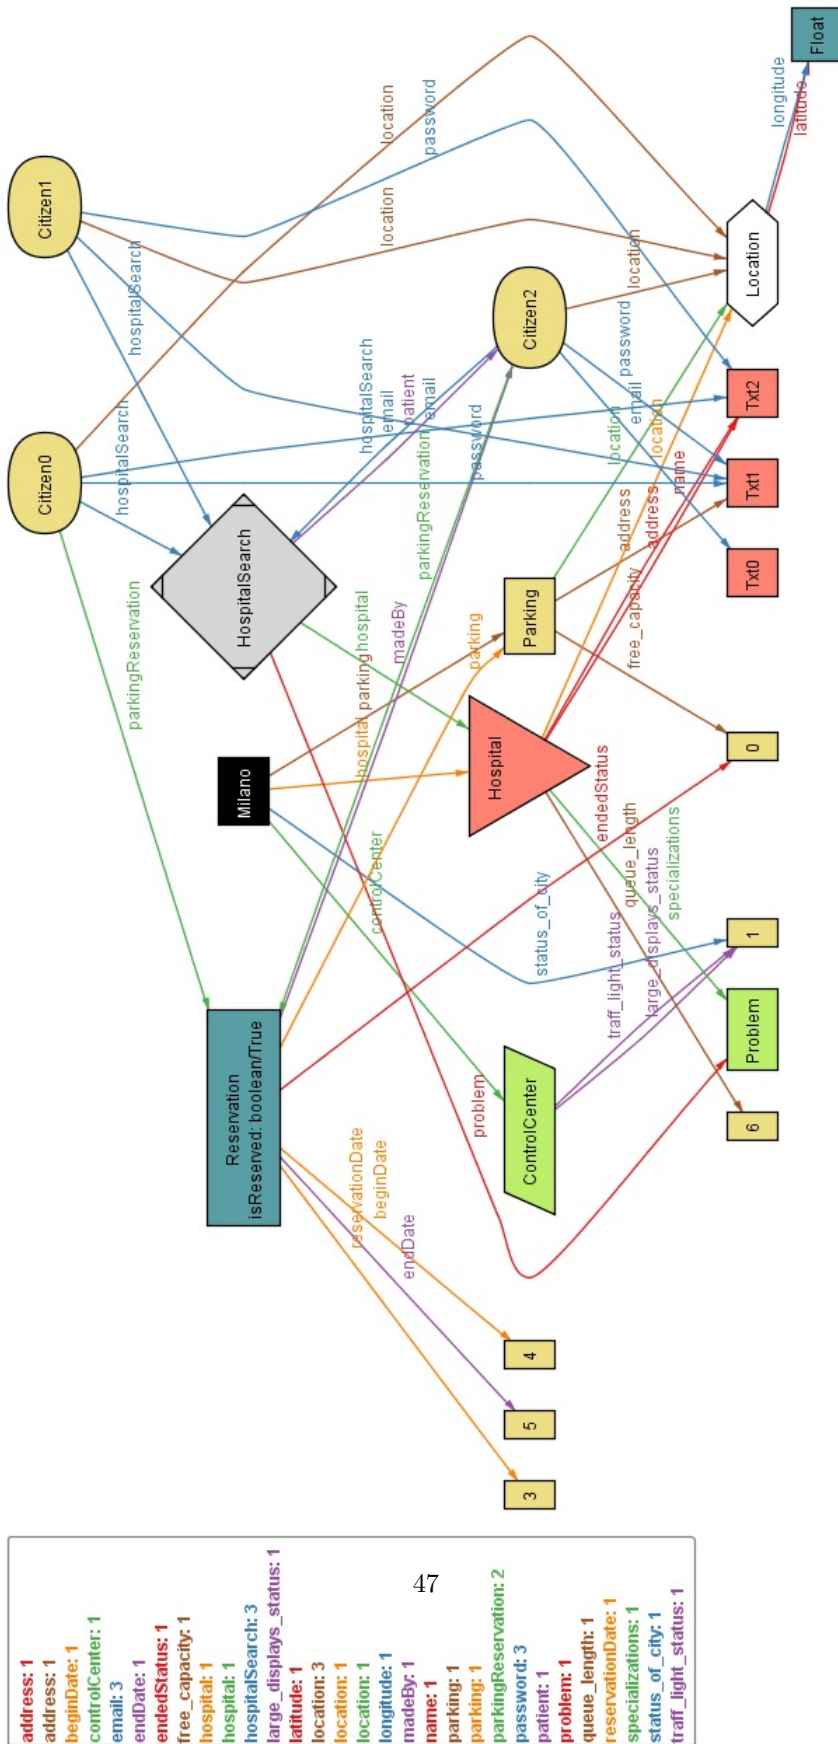 address: 1
address: 1
beginDate: 1
controlCenter: 1
email: 3
endDate: 1
endedStatus: 1
free_capacity: 1
hospital: 1
hospital: 1
hospitalSearch: 3
large_displays_status: 1
latitude: 1
location: 3
location: 1
location: 1
longitude: 1
madeBy: 1
name: 1
parking: 1
parking: 1
parkingReservation: 2
password: 3
patient: 1
problem: 1
queue_length: 1
reservationDate: 1
specializations: 1
status_of_city: 1
traff_light_status: 1
Citizen0
Citizen1
parkingReservation
hospitalSearch
hospitalSearch
Reservation
isReserved: boolean/True
Milano
HospitalSearch
reservationDate
beginDate
endDate
controlCenter
hospital
parking
hospital
madeBy
parkingReservation
hospitalSearch
email
patient
email
location
location
password
problem
parking
password
3
5
4
ControlCenter
Hospital
Parking
Citizen2
status_of_city
endedStatus
traff_light_status
large_displays_status
queue_length
specializations
free_capacity
address
address
name
location
location
email
password
location
6
Problem
1
0
Txt0
Txt1
Txt2
Location
longitude
latitude
Float
47